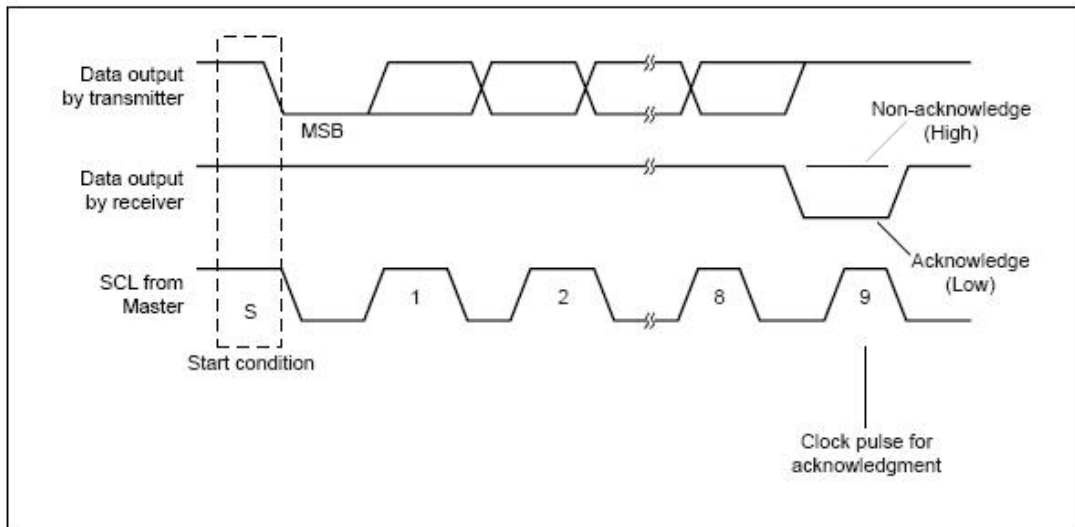 Data output
by transmitter
MSB
Non-acknowledge
(High)
Data output
by receiver
Acknowledge
(Low)
SCL from
Master
S
1
2
8
9
Start condition
Clock pulse for
acknowledgment